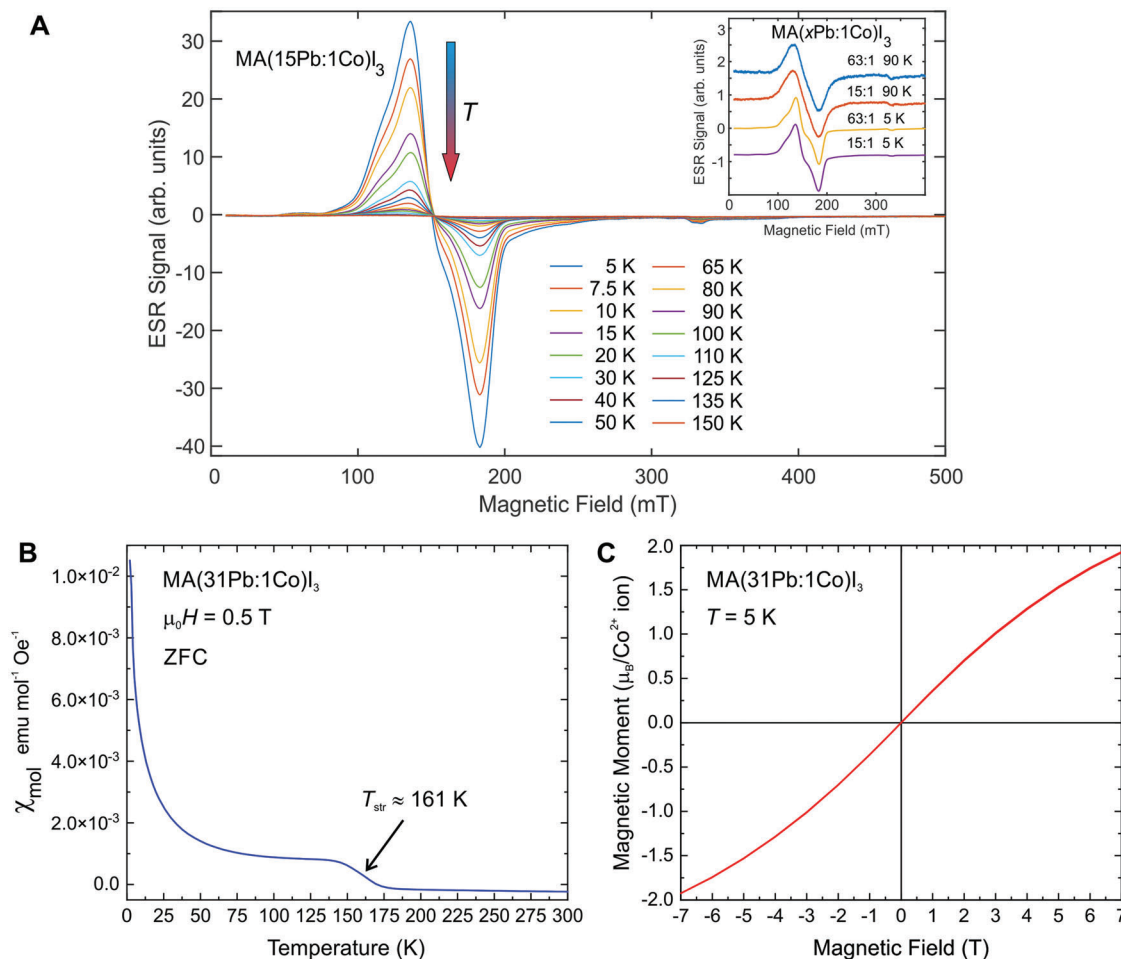 A
MA(15Pb:1Co)I3
T
ESR Signal (arb. units)
30
20
10
0
-10
-20
-30
-40
0
100
200
300
400
500
Magnetic Field (mT)
5 K
7.5 K
10 K
15 K
20 K
30 K
40 K
50 K
65 K
80 K
90 K
100 K
110 K
125 K
135 K
150 K
MA(xPb:1Co)I3
63:1 90 K
15:1 90 K
63:1 5 K
15:1 5 K
ESR Signal (arb. units)
3
2
1
0
-1
0
100
200
300
Magnetic Field (mT)
B
MA(31Pb:1Co)I3
μ0H = 0.5 T
ZFC
Tstr ≈ 161 K
χmol emu mol-1 Oe-1
1.0×10-2
8.0×10-3
6.0×10-3
4.0×10-3
2.0×10-3
0.0
0 25 50 75 100 125 150 175 200 225 250 275 300
Temperature (K)
C
MA(31Pb:1Co)I3
T = 5 K
Magnetic Moment (μB/Co2+ ion)
2.0
1.5
1.0
0.5
0.0
-0.5
-1.0
-1.5
-2.0
-7 -6 -5 -4 -3 -2 -1 0 1 2 3 4 5 6 7
Magnetic Field (T)